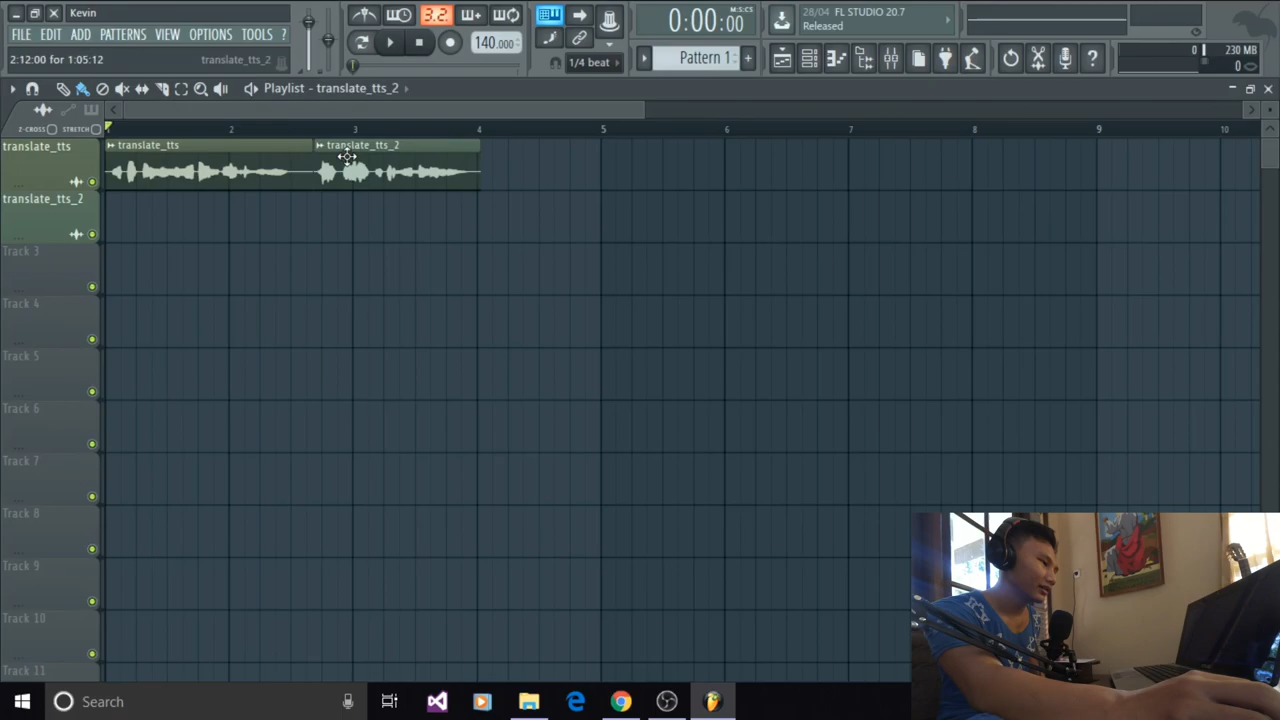 Kevin
FILE EDIT ADD PATTERNS VIEW OPTIONS TOOLS ?
2:12:00 for 1:05:12 translate_tts_2
3.2.
140.000
1/4 beat
0:00:00
M:S:CS
Pattern 1
28/04 FL STUDIO 20.7
Released
0 230 MB
0
Playlist - translate_tts_2
Z-CROSS STRETCH
1 2 3 4 5 6 7 8 9 10
translate_tts
translate_tts translate_tts_2
translate_tts_2
Track 3
Track 4
Track 5
Track 6
Track 7
Track 8
Track 9
Track 10
Track 11
Search